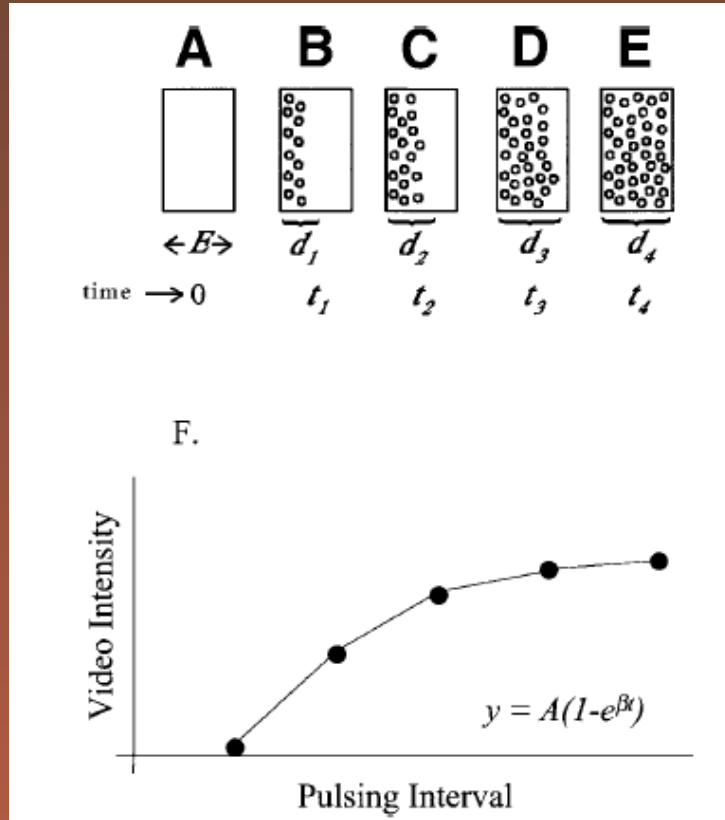 A B C D E
←E→ d₁ d₂ d₃ d₄
time → 0 t₁ t₂ t₃ t₄
F.
Video Intensity
y = A(1-e^βt)
Pulsing Interval